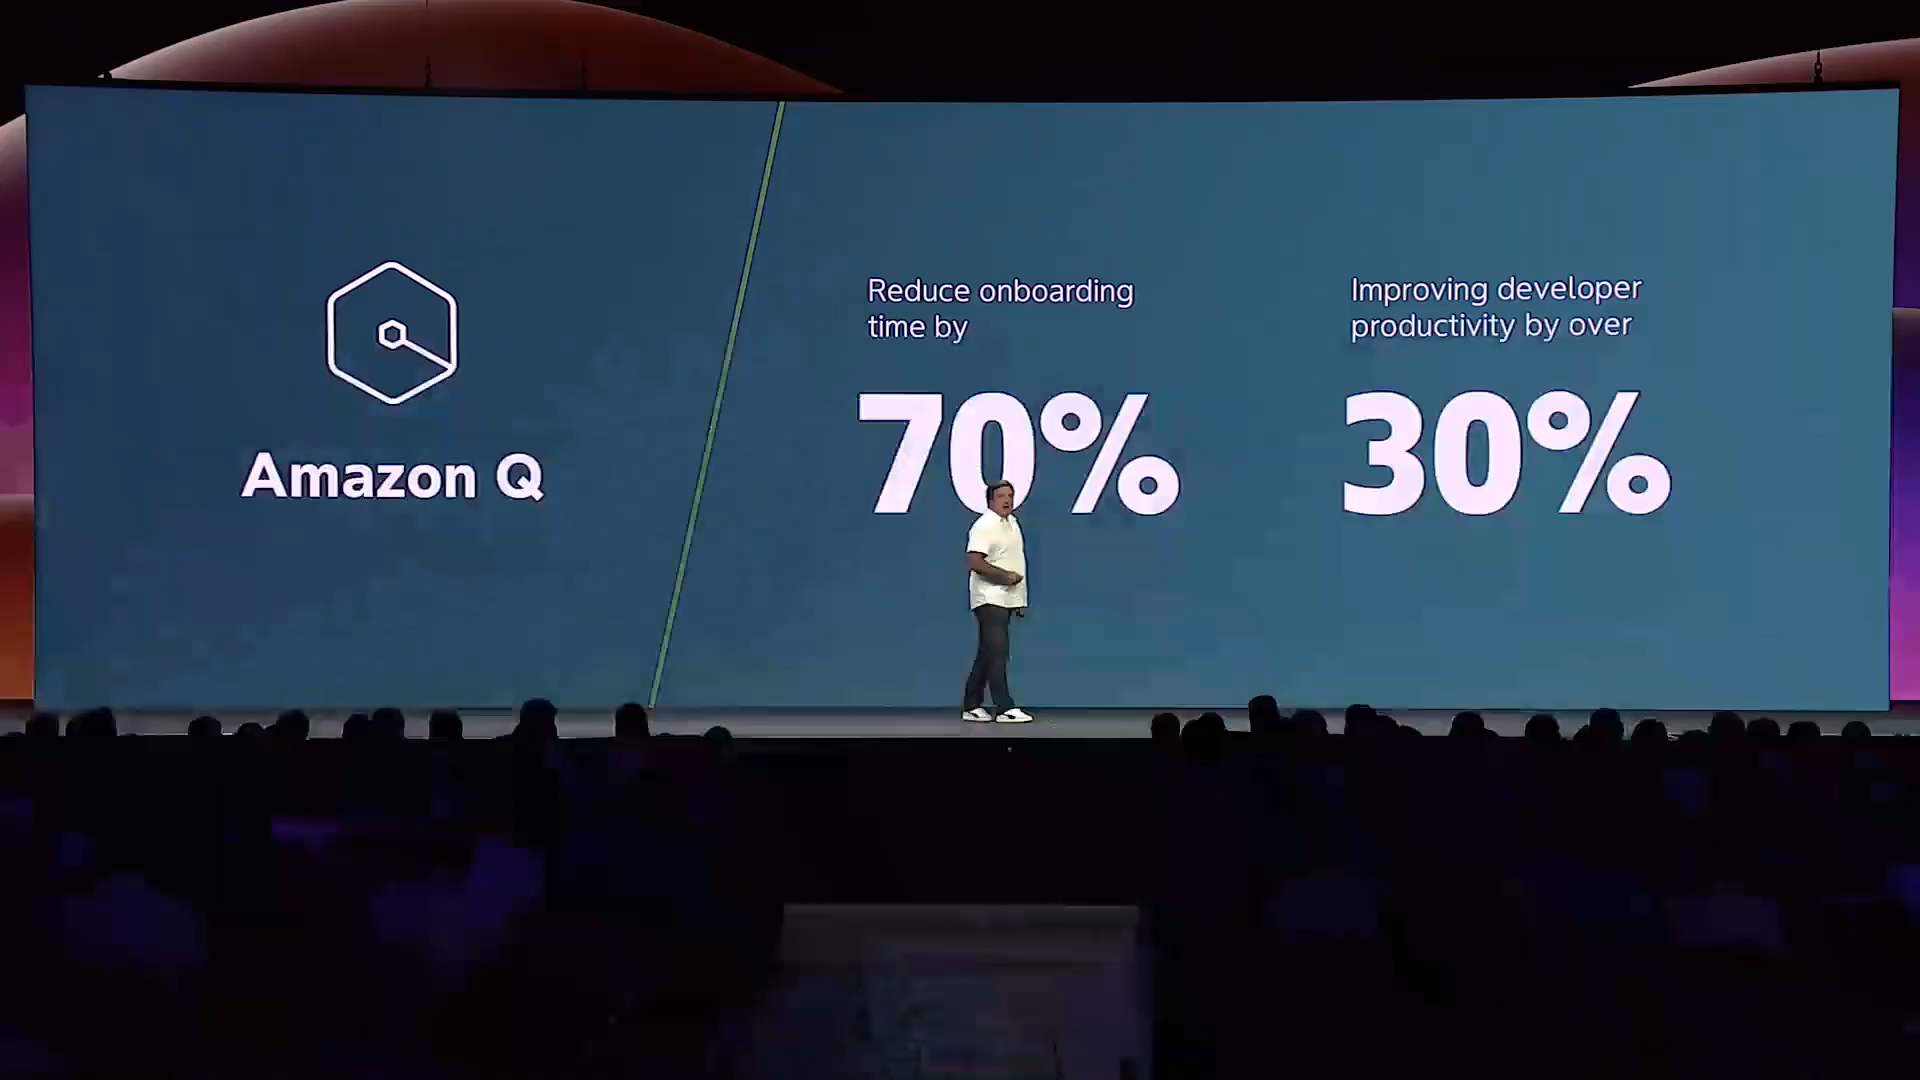 Amazon Q
Reduce onboarding
time by
70%
Improving developer
productivity by over
30%